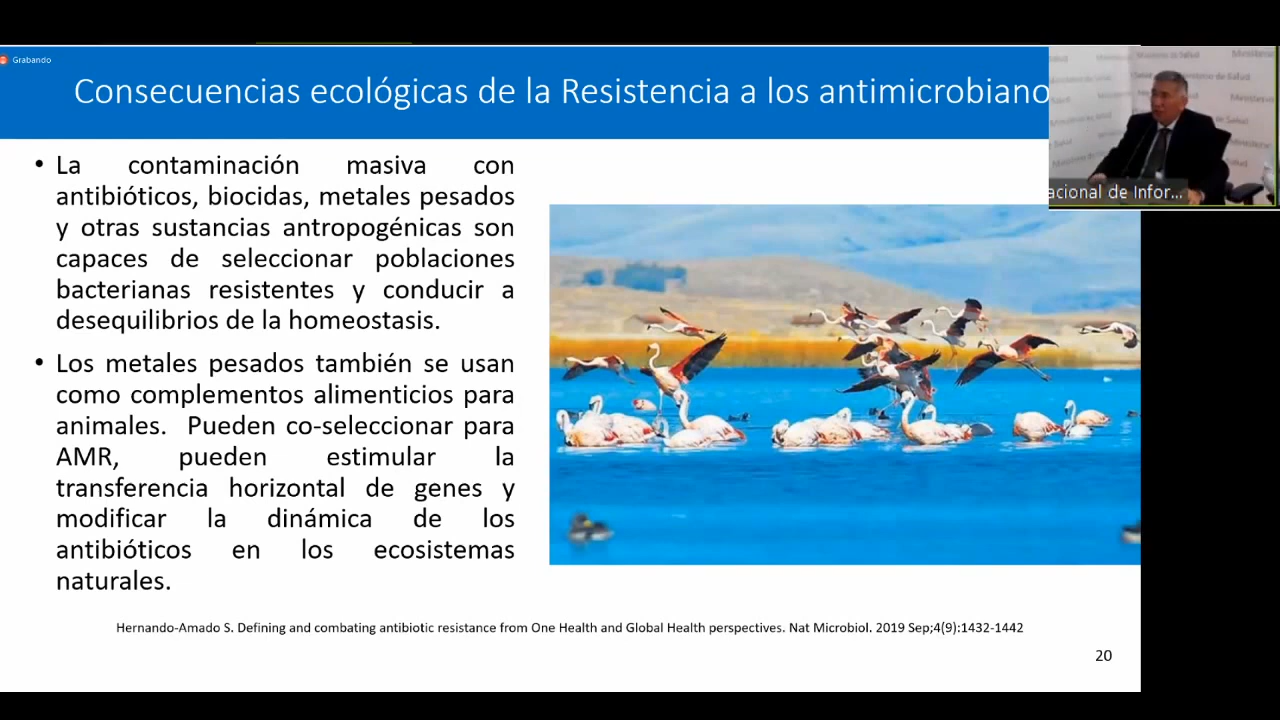 Grabando
Consecuencias ecológicas de la Resistencia a los antimicrobiano
• La contaminación masiva con
antibióticos, biocidas, metales pesados
y otras sustancias antropogénicas son
capaces de seleccionar poblaciones
bacterianas resistentes y conducir a
desequilibrios de la homeostasis.
• Los metales pesados también se usan
como complementos alimenticios para
animales. Pueden co-seleccionar para
AMR, pueden estimular la
transferencia horizontal de genes y
modificar la dinámica de los
antibióticos en los ecosistemas
naturales.
acional de Infor...
Hernando-Amado S. Defining and combating antibiotic resistance from One Health and Global Health perspectives. Nat Microbiol. 2019 Sep;4(9):1432-1442
20